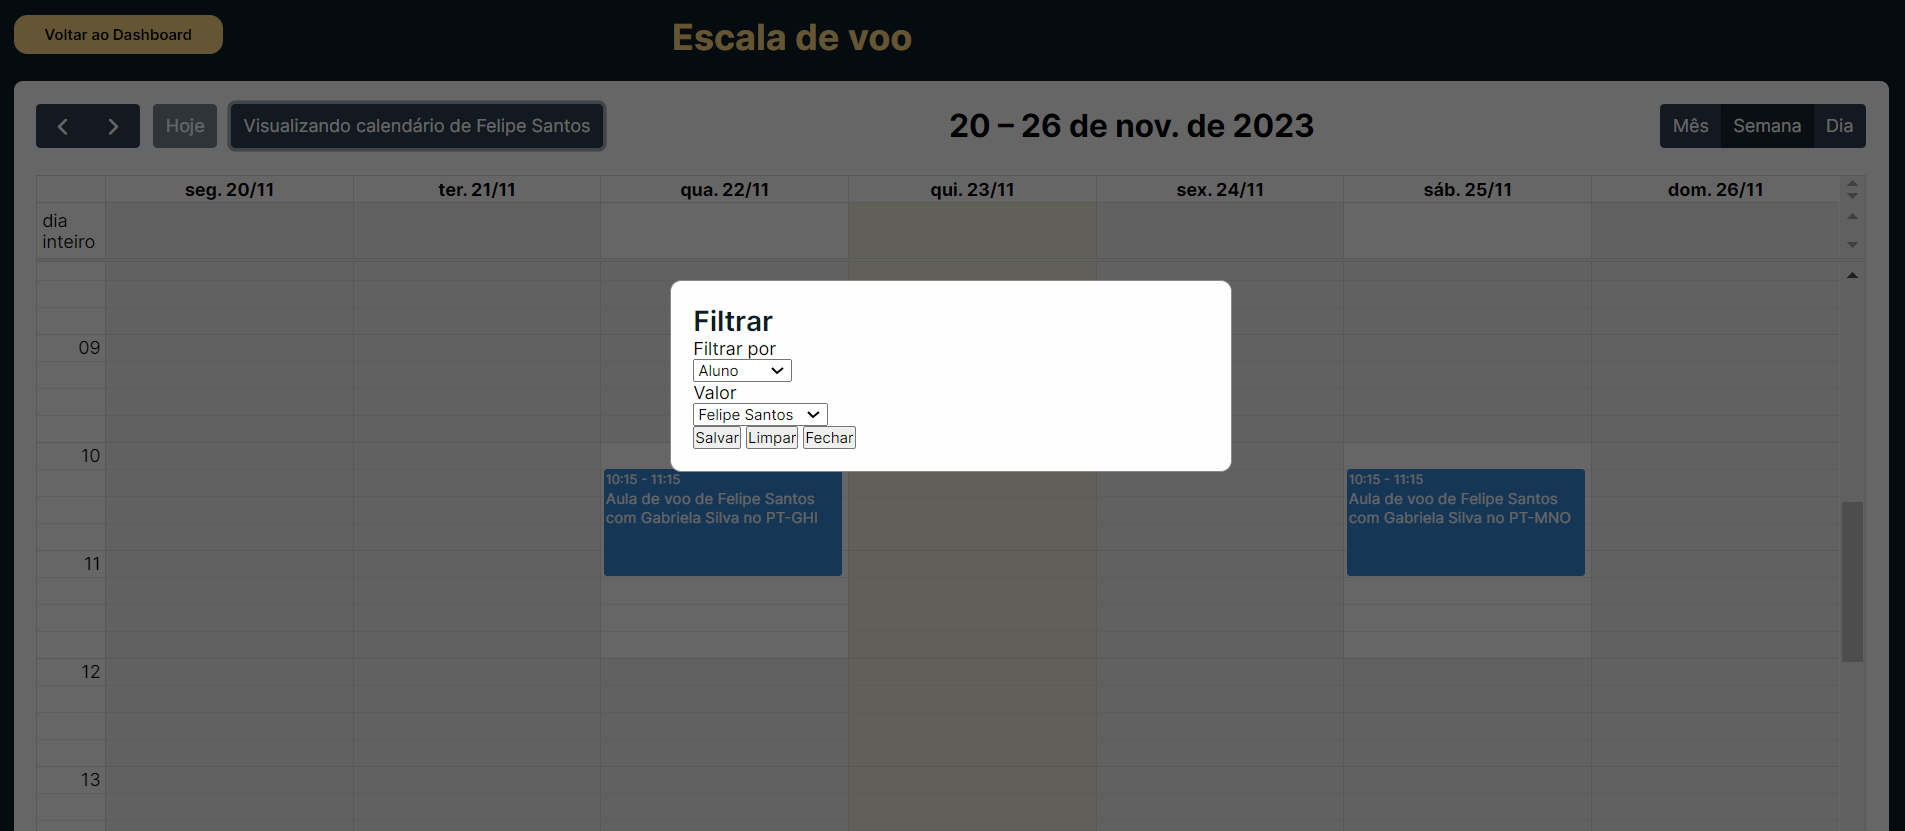 Voltar ao Dashboard
Escala de voo
Hoje
Visualizando calendário de Felipe Santos
20 – 26 de nov. de 2023
Mês
Semana
Dia
seg. 20/11
ter. 21/11
qua. 22/11
qui. 23/11
sex. 24/11
sáb. 25/11
dom. 26/11
dia
inteiro
Filtrar
Filtrar por
Aluno
Valor
Felipe Santos
Salvar
Limpar
Fechar
09
10
10:15 - 11:15
Aula de voo de Felipe Santos
com Gabriela Silva no PT-GHI
10:15 - 11:15
Aula de voo de Felipe Santos
com Gabriela Silva no PT-MNO
11
12
13